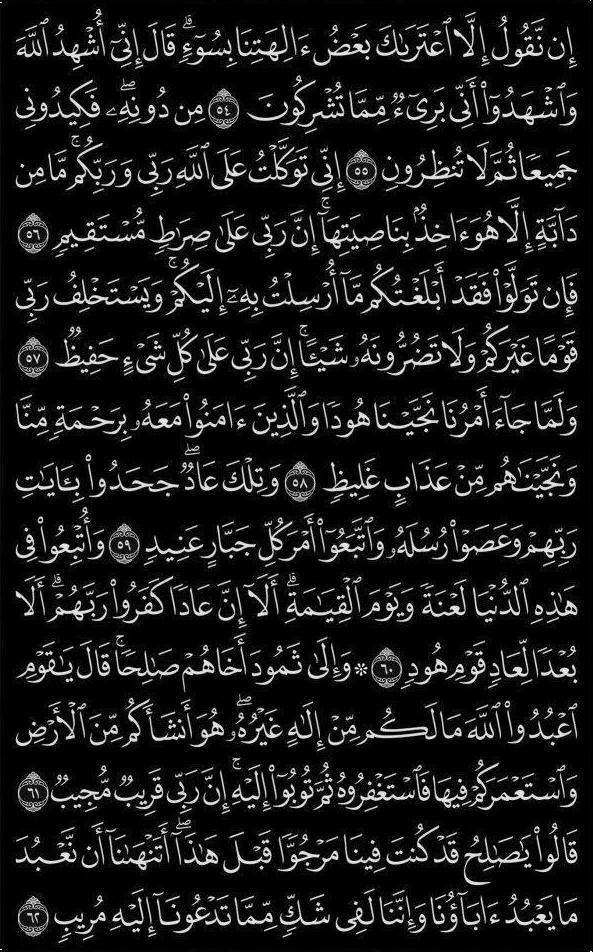 إِن نَّقُولُ إِلَّا ٱعْتَرَىٰكَ بَعْضُ ءَالِهَتِنَا بِسُوٓءٍۗ قَالَ إِنِّىٓ أُشْهِدُ ٱللَّهَ
وَٱشْهَدُوٓا۟ أَنِّى بَرِىٓءٌ مِّمَّا تُشْرِكُونَ ٥٤ مِن دُونِهِۦۖ فَكِيدُونِى
جَمِيعًا ثُمَّ لَا تُنظِرُونِ ٥٥ إِنِّى تَوَكَّلْتُ عَلَى ٱللَّهِ رَبِّى وَرَبِّكُمۚ مَّا مِن
دَآبَّةٍ إِلَّا هُوَ ءَاخِذٌۢ بِنَاصِيَتِهَآۚ إِنَّ رَبِّى عَلَىٰ صِرَٰطٍ مُّسْتَقِيمٍ ٥٦
فَإِن تَوَلَّوْا۟ فَقَدْ أَبْلَغْتُكُم مَّآ أُرْسِلْتُ بِهِۦٓ إِلَيْكُمْۚ وَيَسْتَخْلِفُ رَبِّى
قَوْمًا غَيْرَكُمْ وَلَا تَضُرُّونَهُۥ شَيْـًٔاۚ إِنَّ رَبِّى عَلَىٰ كُلِّ شَىْءٍ حَفِيظٌ ٥٧
وَلَمَّا جَآءَ أَمْرُنَا نَجَّيْنَا هُودًا وَٱلَّذِينَ ءَامَنُوا۟ مَعَهُۥ بِرَحْمَةٍ مِّنَّا
وَنَجَّيْنَٰهُم مِّنْ عَذَابٍ غَلِيظٍ ٥٨ وَتِلْكَ عَادٌۖ جَحَدُوا۟ بِـَٔايَٰتِ
رَبِّهِمْ وَعَصَوْا۟ رُسُلَهُۥ وَٱتَّبَعُوٓا۟ أَمْرَ كُلِّ جَبَّارٍ عَنِيدٍ ٥٩ وَأُتْبِعُوا۟ فِى
هَٰذِهِ ٱلدُّنْيَا لَعْنَةً وَيَوْمَ ٱلْقِيَٰمَةِۗ أَلَآ إِنَّ عَادًا كَفَرُوا۟ رَبَّهُمْۗ أَلَا
بُعْدًا لِّعَادٍ قَوْمِ هُودٍ ٦٠ ۞ وَإِلَىٰ ثَمُودَ أَخَاهُمْ صَٰلِحًاۚ قَالَ يَٰقَوْمِ
ٱعْبُدُوا۟ ٱللَّهَ مَا لَكُم مِّنْ إِلَٰهٍ غَيْرُهُۥۖ هُوَ أَنشَأَكُم مِّنَ ٱلْأَرْضِ
وَٱسْتَعْمَرَكُمْ فِيهَا فَٱسْتَغْفِرُوهُ ثُمَّ تُوبُوٓا۟ إِلَيْهِۚ إِنَّ رَبِّى قَرِيبٌ مُّجِيبٌ ٦١
قَالُوا۟ يَٰصَٰلِحُ قَدْ كُنتَ فِينَا مَرْجُوًّا قَبْلَ هَٰذَآۖ أَتَنْهَىٰنَآ أَن نَّعْبُدَ
مَا يَعْبُدُ ءَابَآؤُنَا وَإِنَّنَا لَفِى شَكٍّ مِّمَّا تَدْعُونَآ إِلَيْهِ مُرِيبٍ ٦٢